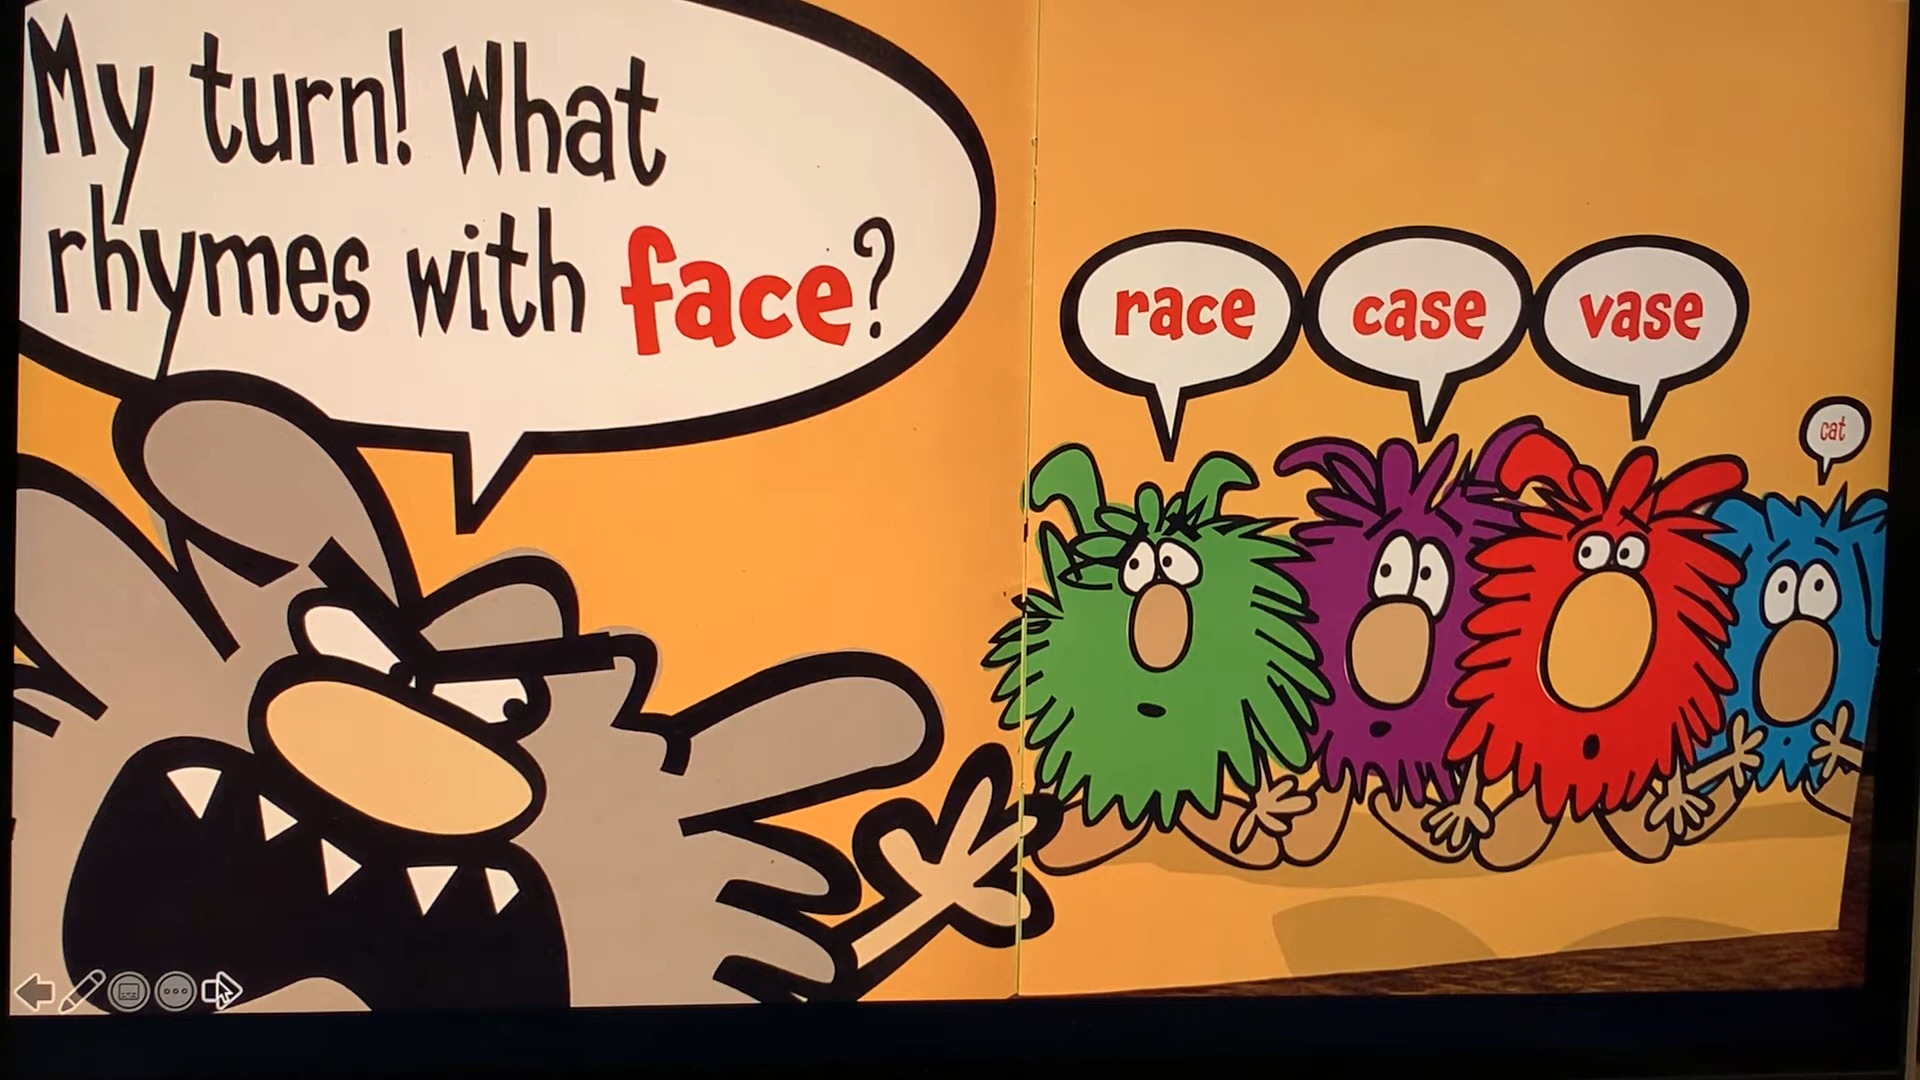 My turn! What
rhymes with face?
race
case
vase
cat